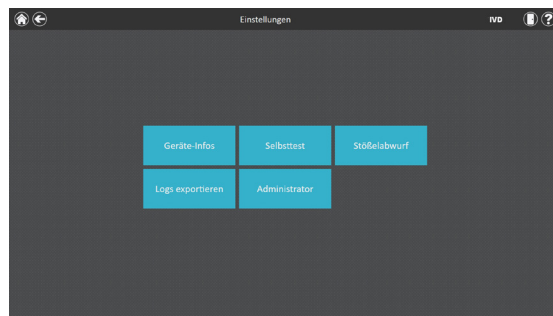 Einstellungen IVD ?
Geräte-Infos Selbsttest Stößelabwurf
Logs exportieren Administrator